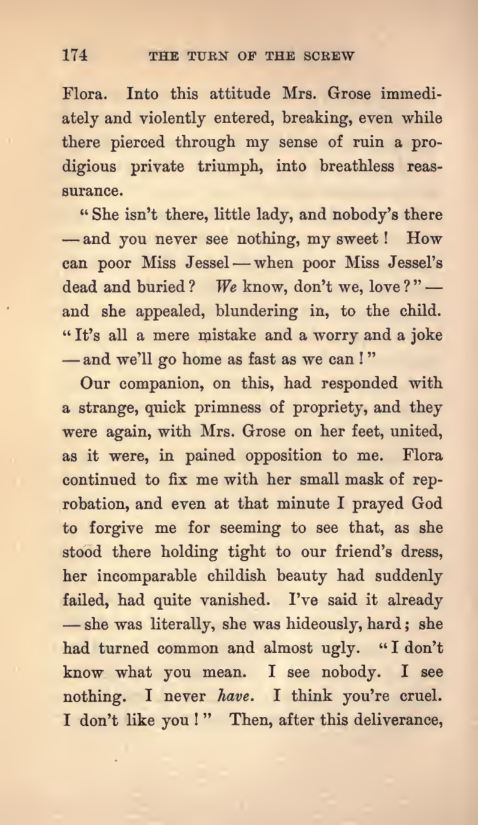 174 THE TURN OF THE SCREW
Flora. Into this attitude Mrs. Grose immedi-
ately and violently entered, breaking, even while
there pierced through my sense of ruin a pro-
digious private triumph, into breathless reas-
surance.
“She isn't there, little lady, and nobody's there
—and you never see nothing, my sweet! How
can poor Miss Jessel—when poor Miss Jessel's
dead and buried? We know, don't we, love?”—
and she appealed, blundering in, to the child.
“It's all a mere mistake and a worry and a joke
—and we'll go home as fast as we can!”
Our companion, on this, had responded with
a strange, quick primness of propriety, and they
were again, with Mrs. Grose on her feet, united,
as it were, in pained opposition to me. Flora
continued to fix me with her small mask of rep-
robation, and even at that minute I prayed God
to forgive me for seeming to see that, as she
stood there holding tight to our friend's dress,
her incomparable childish beauty had suddenly
failed, had quite vanished. I've said it already
—she was literally, she was hideously, hard; she
had turned common and almost ugly. “I don't
know what you mean. I see nobody. I see
nothing. I never have. I think you're cruel.
I don't like you!” Then, after this deliverance,